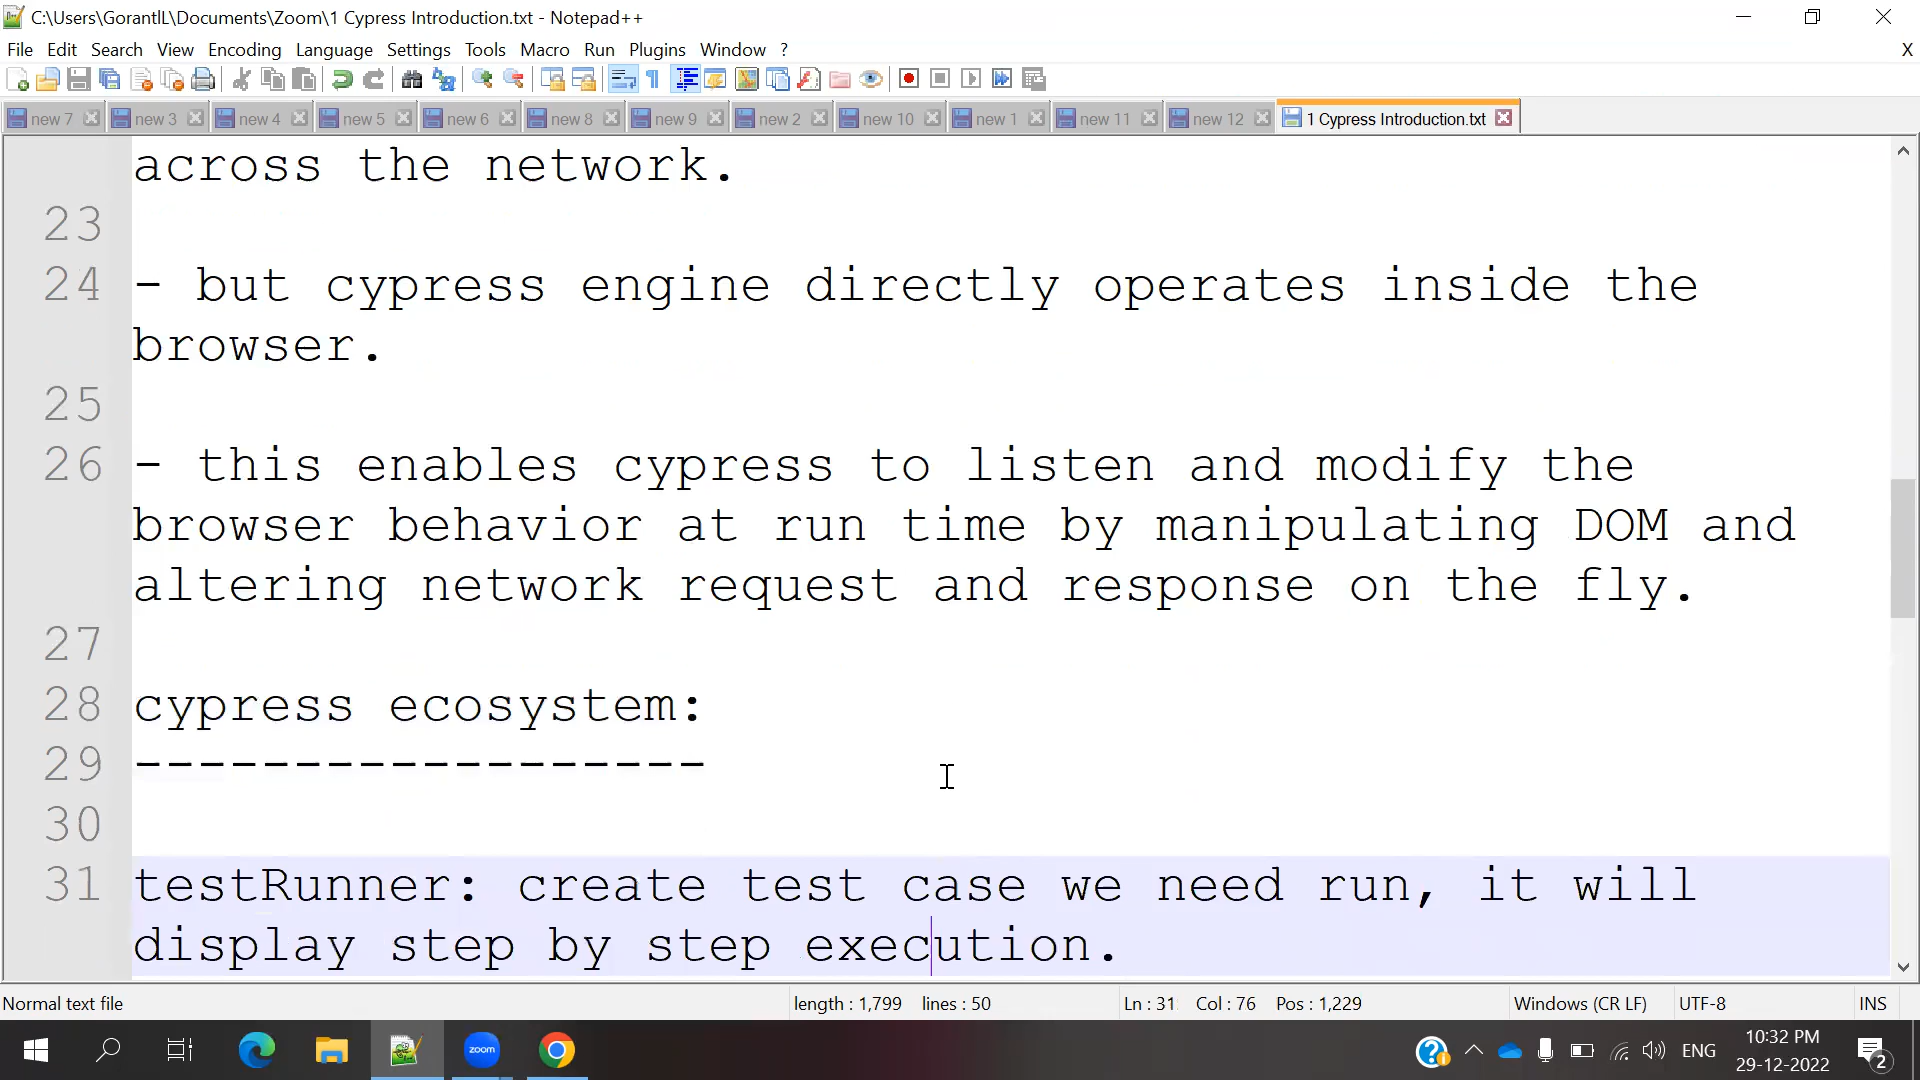 C:\Users\GorantlL\Documents\Zoom\1 Cypress Introduction.txt - Notepad++
File Edit Search View Encoding Language Settings Tools Macro Run Plugins Window ? X
new 7 new 3 new 4 new 5 new 6 new 8 new 9 new 2 new 10 new 1 new 11 new 12 1 Cypress Introduction.txt
across the network.
23
24 - but cypress engine directly operates inside the
browser.
25
26 - this enables cypress to listen and modify the
browser behavior at run time by manipulating DOM and
altering network request and response on the fly.
27
28 cypress ecosystem:
29 ------------------
30
31 testRunner: create test case we need run, it will
display step by step execution.
Normal text file length : 1,799 lines : 50 Ln : 31 Col : 76 Pos : 1,229 Windows (CR LF) UTF-8 INS
zoom ENG 10:32 PM 2
29-12-2022